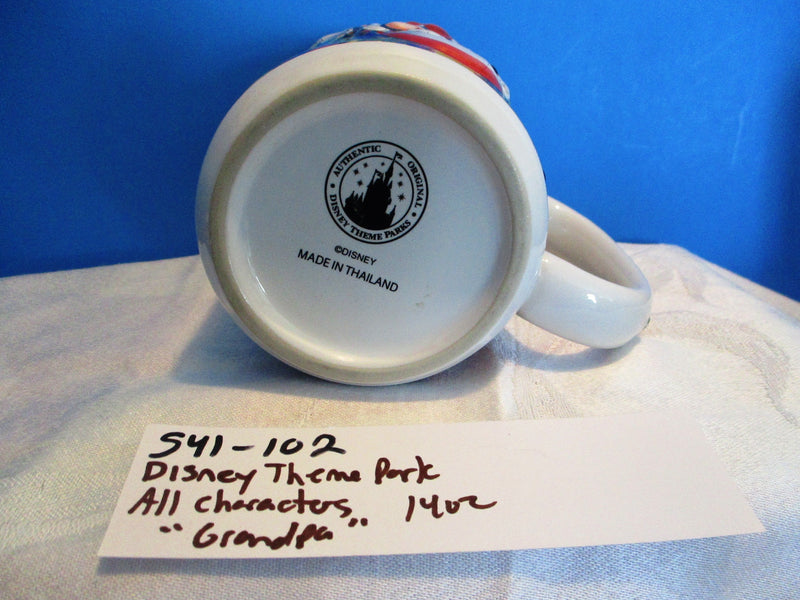 AUTHENTIC ORIGINAL
DISNEY THEME PARKS
©DISNEY
MADE IN THAILAND
S41-102
Disney Theme Park
All characters 14oz
"Grandpa"